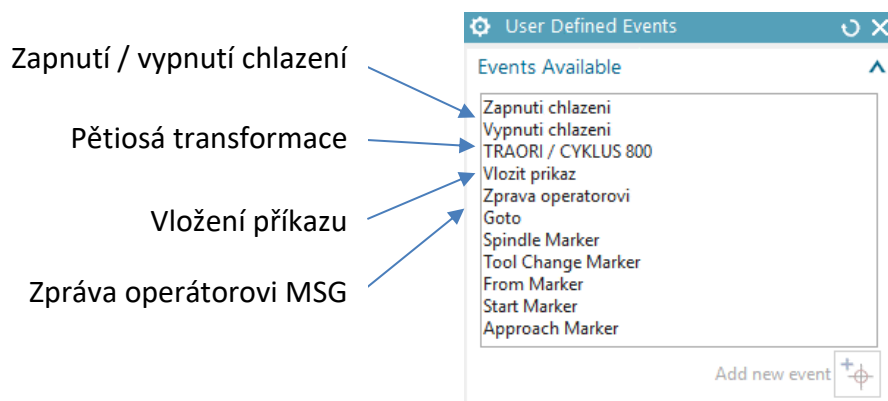 Zapnutí / vypnutí chlazení
Pětiosá transformace
Vložení příkazu
Zpráva operátorovi MSG
User Defined Events
Events Available
Zapnuti chlazeni
Vypnuti chlazeni
TRAORI / CYKLUS 800
Vlozit prikaz
Zprava operatorovi
Goto
Spindle Marker
Tool Change Marker
From Marker
Start Marker
Approach Marker
Add new event